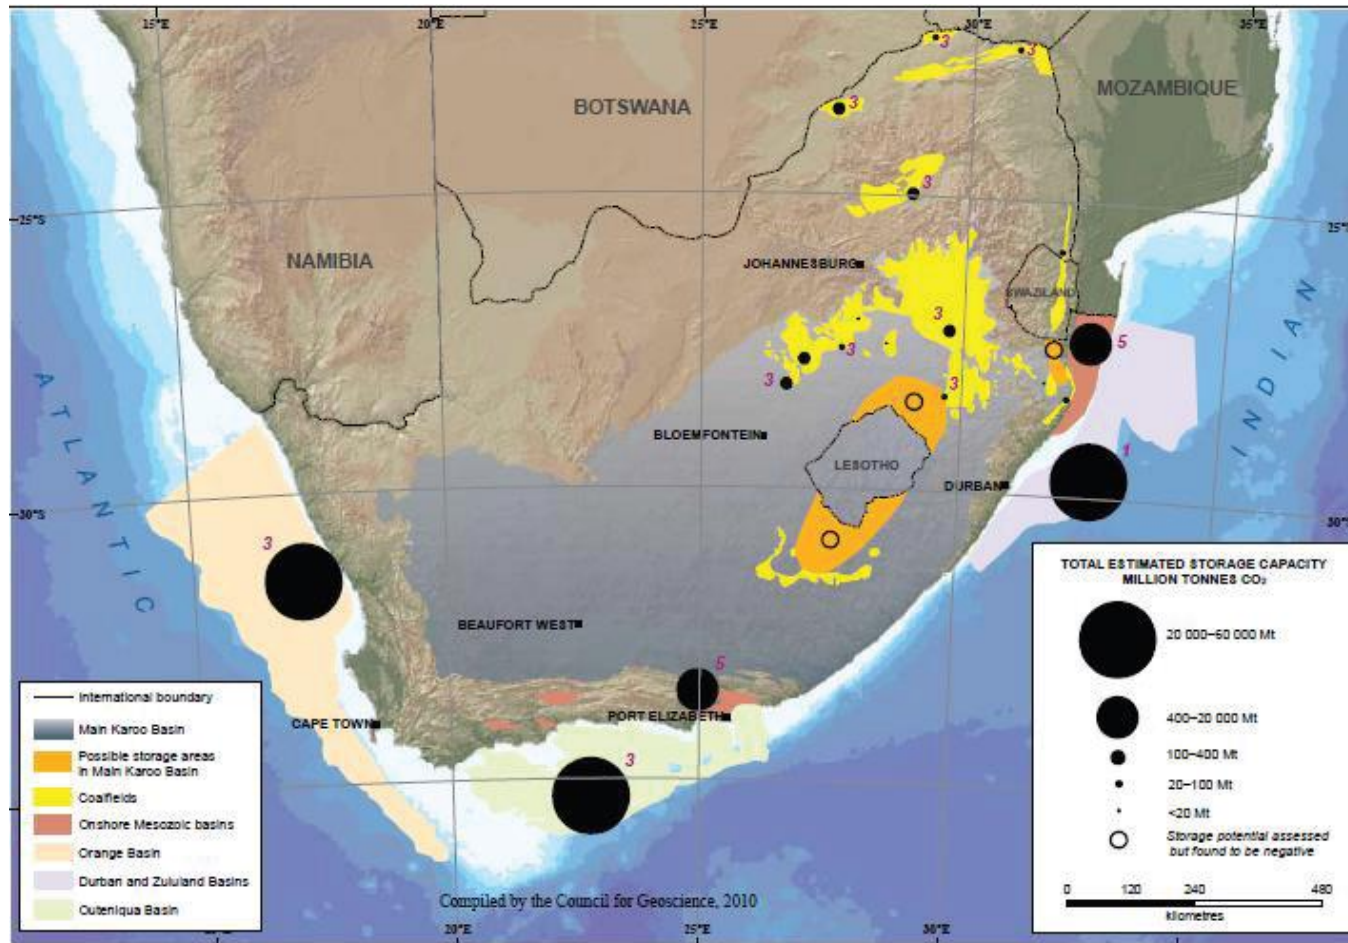 15°E 20°E 25°E 30°E 35°E
3
3
MOZAMBIQUE
BOTSWANA
3
3
25°S
25°S
NAMIBIA
JOHANNESBURG
SWAZILAND
3
5
3
3
3
BLOEMFONTEIN
LESOTHO
1
DURBAN
ATLANTIC
INDIAN
30°S
30°S
3
BEAUFORT WEST
5
CAPE TOWN
PORT ELIZABETH
3
TOTAL ESTIMATED STORAGE CAPACITY
MILLION TONNES CO₂
20 000–60 000 Mt
400–20 000 Mt
100–400 Mt
20–100 Mt
<20 Mt
Storage potential assessed
but found to be negative
0 120 240 480
kilometres
International boundary
Main Karoo Basin
Possible storage areas
in Main Karoo Basin
Coalfields
Onshore Mesozoic basins
Orange Basin
Durban and Zululand Basins
Outeniqua Basin
Compiled by the Council for Geoscience, 2010
20°E 25°E 30°E